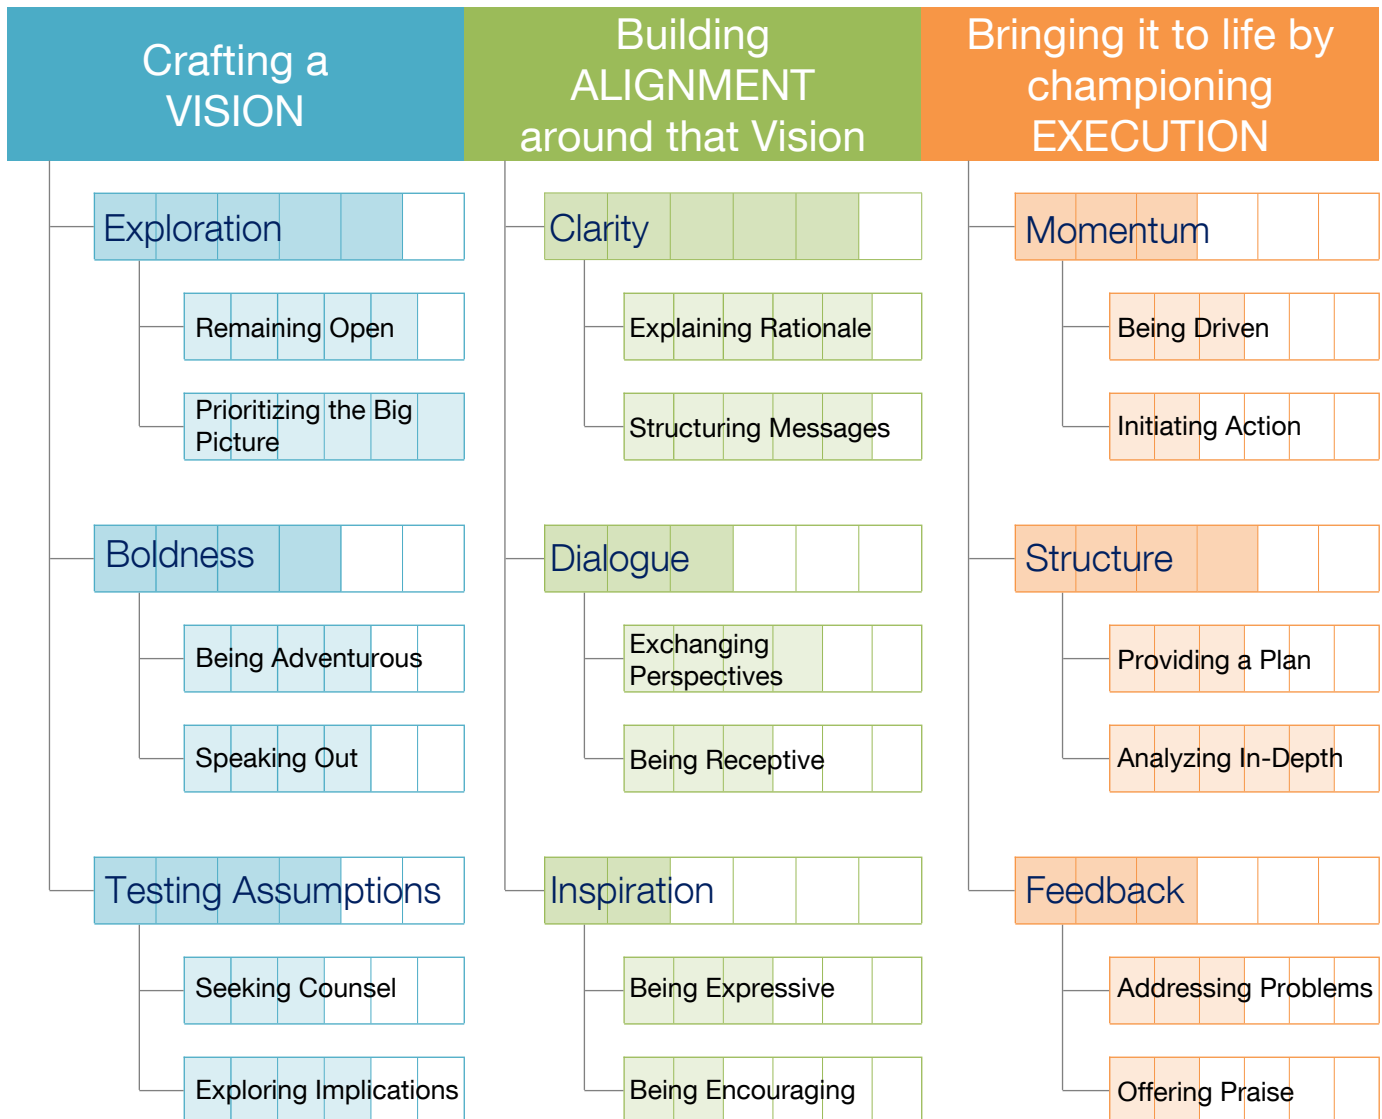 Crafting a
VISION
Building
ALIGNMENT
around that Vision
Bringing it to life by
championing
EXECUTION
Exploration
Remaining Open
Prioritizing the Big
Picture
Boldness
Being Adventurous
Speaking Out
Testing Assumptions
Seeking Counsel
Exploring Implications
Clarity
Explaining Rationale
Structuring Messages
Dialogue
Exchanging
Perspectives
Being Receptive
Inspiration
Being Expressive
Being Encouraging
Momentum
Being Driven
Initiating Action
Structure
Providing a Plan
Analyzing In-Depth
Feedback
Addressing Problems
Offering Praise